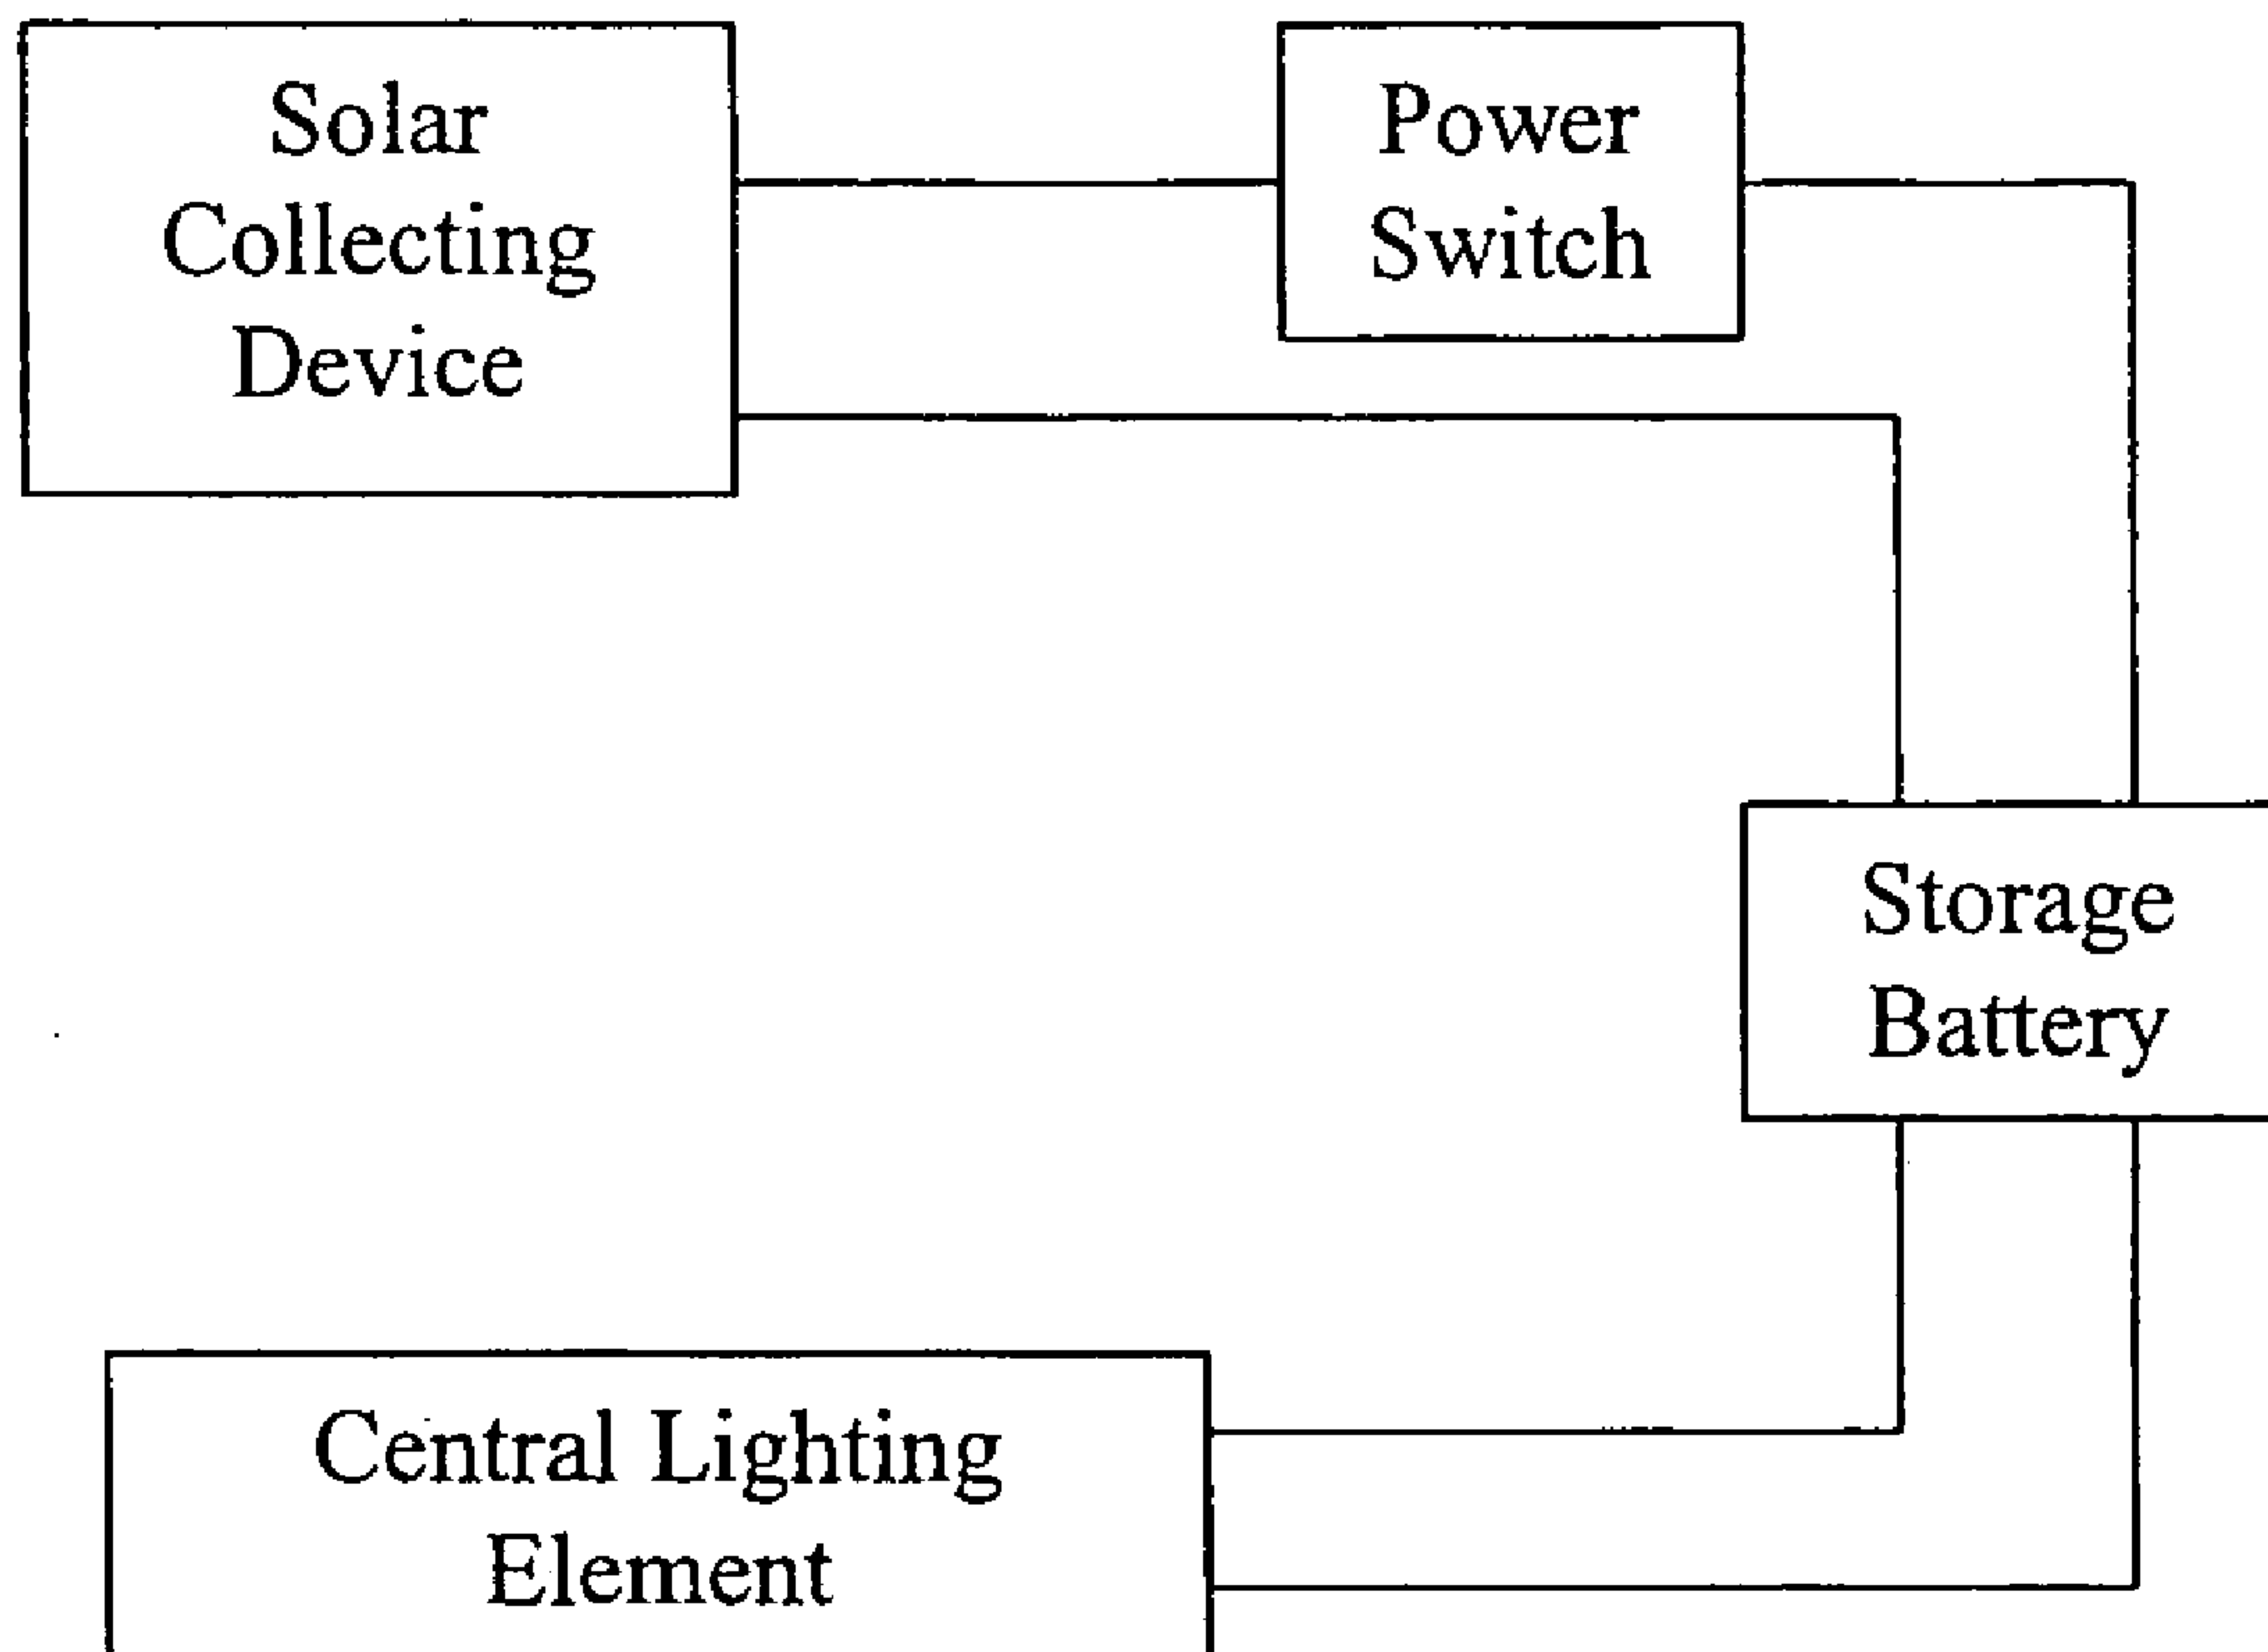 Solar
Collecting
Device
Power
Switch
Storage
Battery
Central Lighting
Element